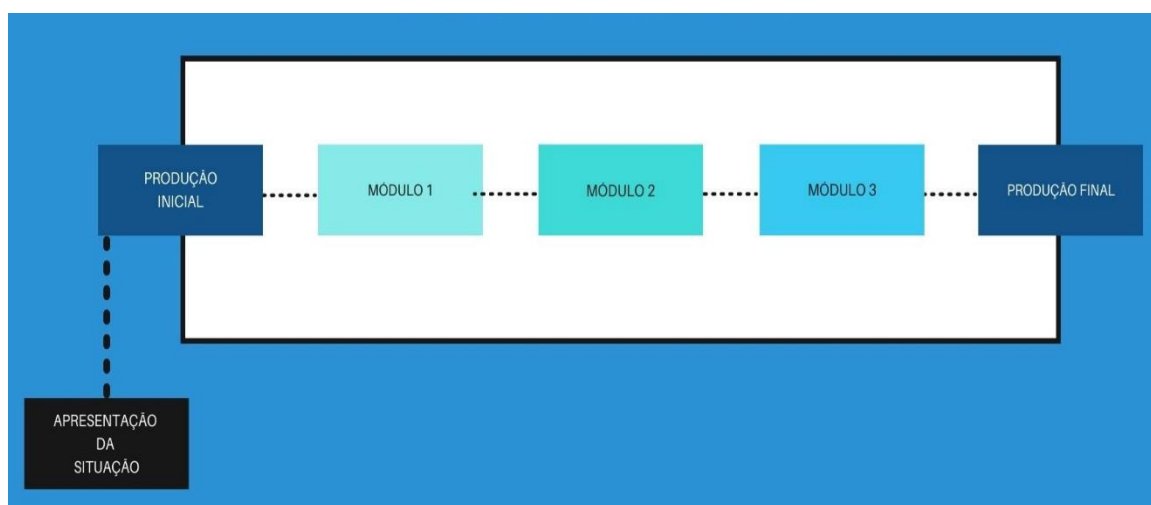 PRODUÇÃO
INICIAL
MÓDULO 1
MÓDULO 2
MÓDULO 3
PRODUÇÃO FINAL
APRESENTAÇÃO
DA
SITUAÇÃO